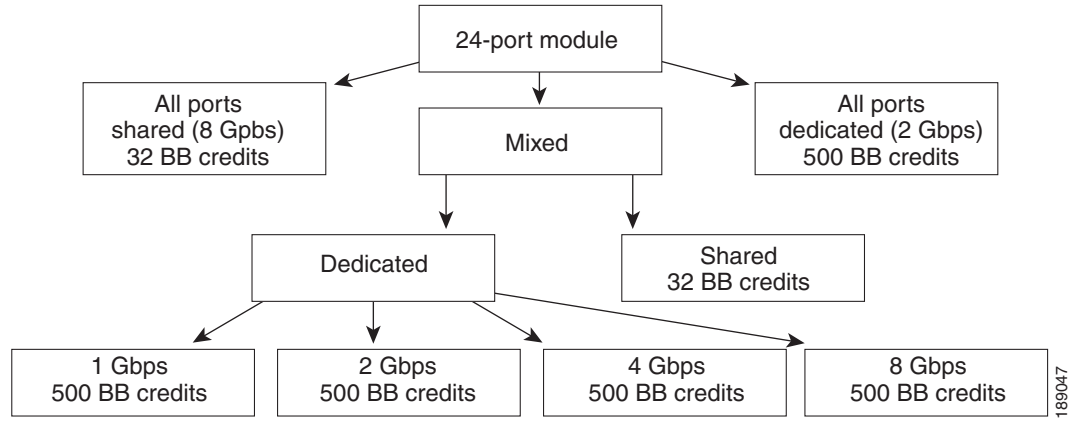 24-port module
All ports
shared (8 Gpbs)
32 BB credits
Mixed
All ports
dedicated (2 Gbps)
500 BB credits
Dedicated
Shared
32 BB credits
1 Gbps
500 BB credits
2 Gbps
500 BB credits
4 Gbps
500 BB credits
8 Gbps
500 BB credits
189047